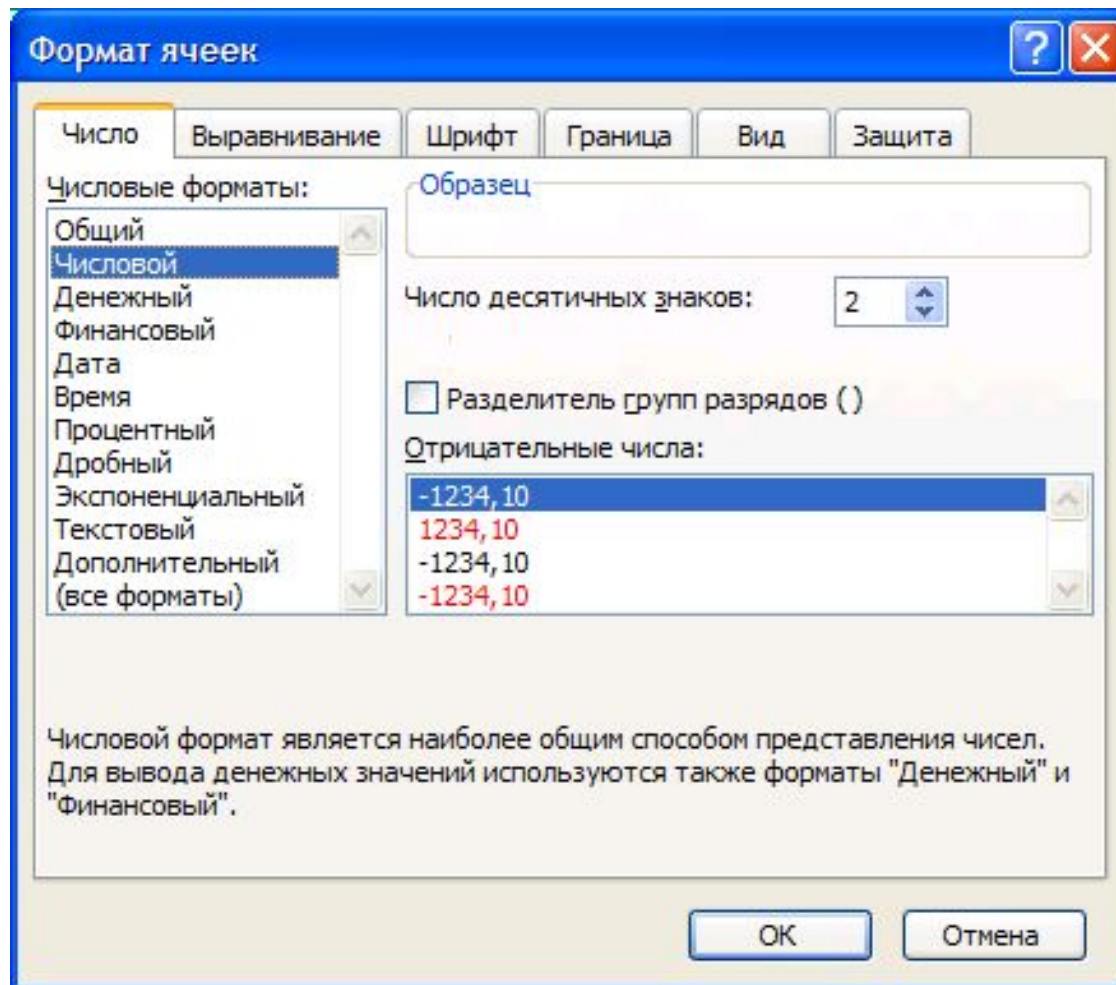 Формат ячеек
?
Число Выравнивание Шрифт Граница Вид Защита
Числовые форматы:
Общий
Числовой
Денежный
Финансовый
Дата
Время
Процентный
Дробный
Экспоненциальный
Текстовый
Дополнительный
(все форматы)
Образец
Число десятичных знаков: 2
Разделитель групп разрядов ( )
Отрицательные числа:
-1234,10
1234,10
-1234,10
-1234,10
Числовой формат является наиболее общим способом представления чисел.
Для вывода денежных значений используются также форматы "Денежный" и
"Финансовый".
ОК Отмена